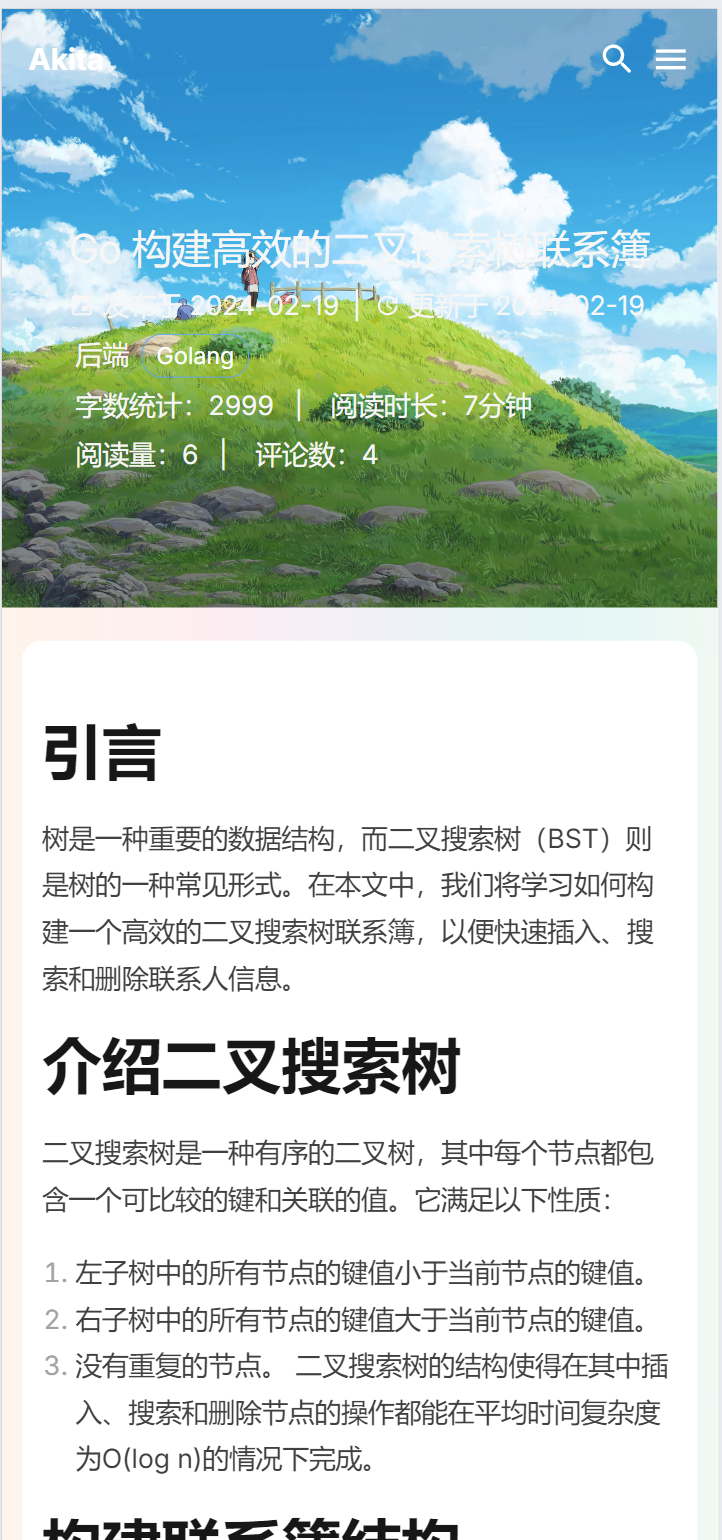 Akita
Go 构建高效的二叉搜索树联系簿
发布于 2024-02-19 | 更新于 2024-02-19
后端 Golang
字数统计：2999 | 阅读时长：7分钟
阅读量：6 | 评论数：4
引言
树是一种重要的数据结构，而二叉搜索树（BST）则
是树的一种常见形式。在本文中，我们将学习如何构
建一个高效的二叉搜索树联系簿，以便快速插入、搜
索和删除联系人信息。
介绍二叉搜索树
二叉搜索树是一种有序的二叉树，其中每个节点都包
含一个可比较的键和关联的值。它满足以下性质：
1. 左子树中的所有节点的键值小于当前节点的键值。
2. 右子树中的所有节点的键值大于当前节点的键值。
3. 没有重复的节点。 二叉搜索树的结构使得在其中插
入、搜索和删除节点的操作都能在平均时间复杂度
为O(log n)的情况下完成。
构建联系簿结构